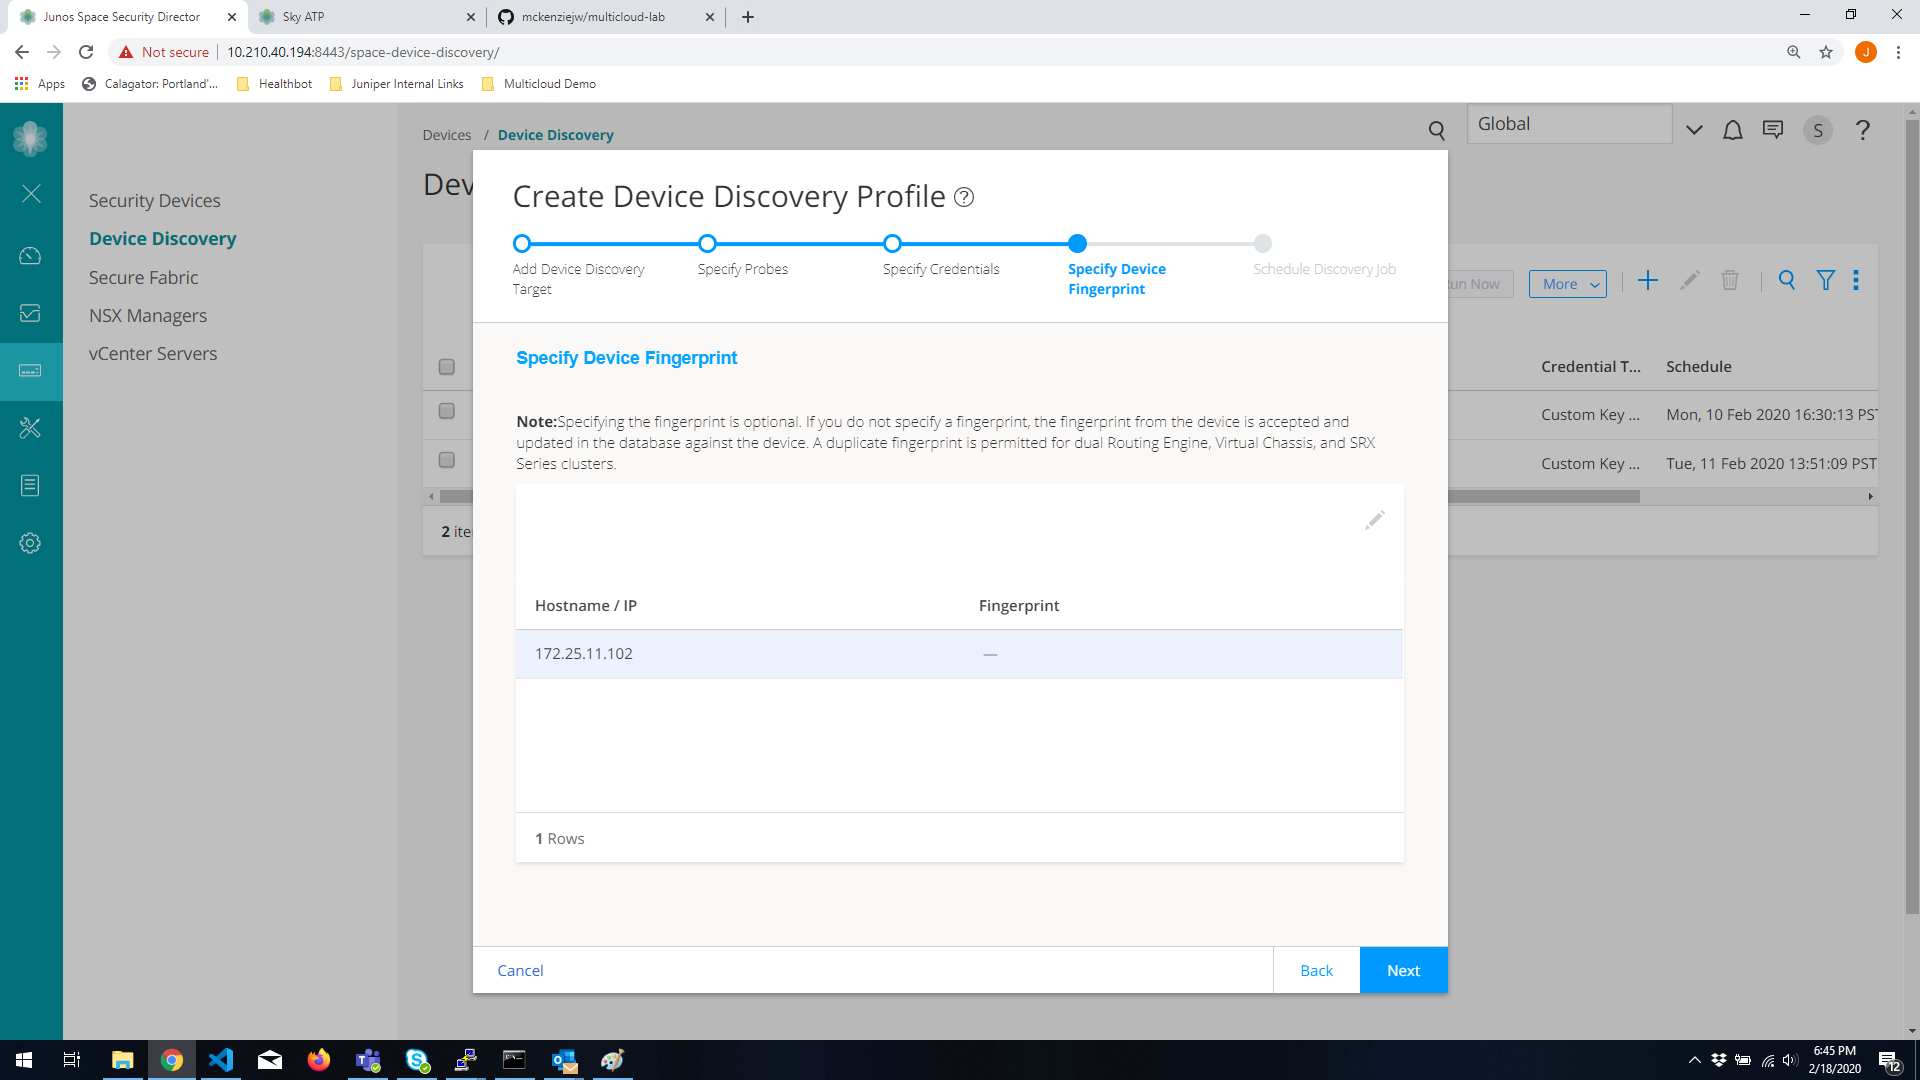 Junos Space Security Director
Sky ATP
mckenziejw/multicloud-lab
Not secure
10.210.40.194:8443/space-device-discovery/
J
Apps
Calagator: Portland'...
Healthbot
Juniper Internal Links
Multicloud Demo
Devices / Device Discovery
Global
S
?
Security Devices
Device Discovery
Secure Fabric
NSX Managers
vCenter Servers
Dev
Create Device Discovery Profile ?
Add Device Discovery
Target
Specify Probes
Specify Credentials
Specify Device
Fingerprint
Schedule Discovery Job
un Now
More
Specify Device Fingerprint
Credential T...
Schedule
Custom Key ...
Mon, 10 Feb 2020 16:30:13 PST
Custom Key ...
Tue, 11 Feb 2020 13:51:09 PST
2 ite
Note:Specifying the fingerprint is optional. If you do not specify a fingerprint, the fingerprint from the device is accepted and
updated in the database against the device. A duplicate fingerprint is permitted for dual Routing Engine, Virtual Chassis, and SRX
Series clusters.
Hostname / IP
Fingerprint
172.25.11.102
—
1 Rows
Cancel
Back
Next
6:45 PM
2/18/2020
12